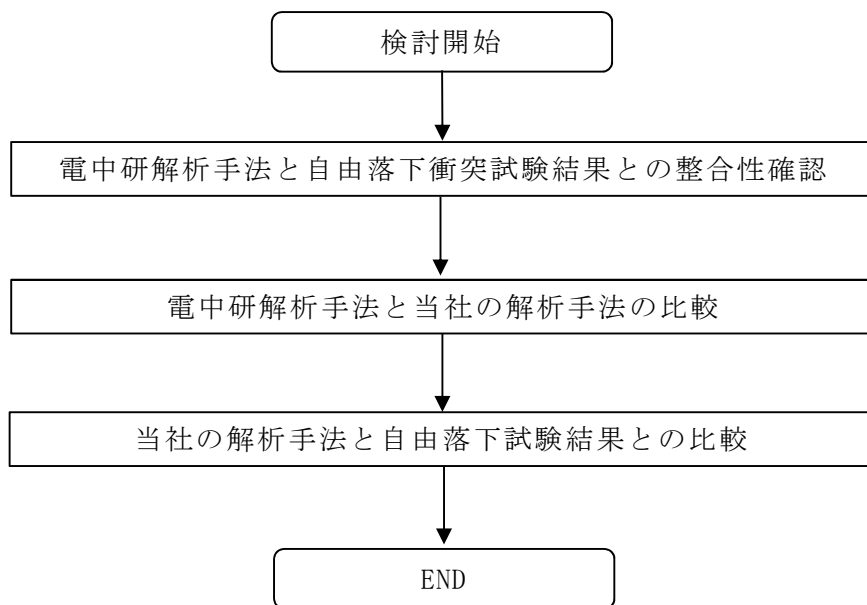 検討開始
電中研解析手法と自由落下衝突試験結果との整合性確認
電中研解析手法と当社の解析手法の比較
当社の解析手法と自由落下試験結果との比較
END